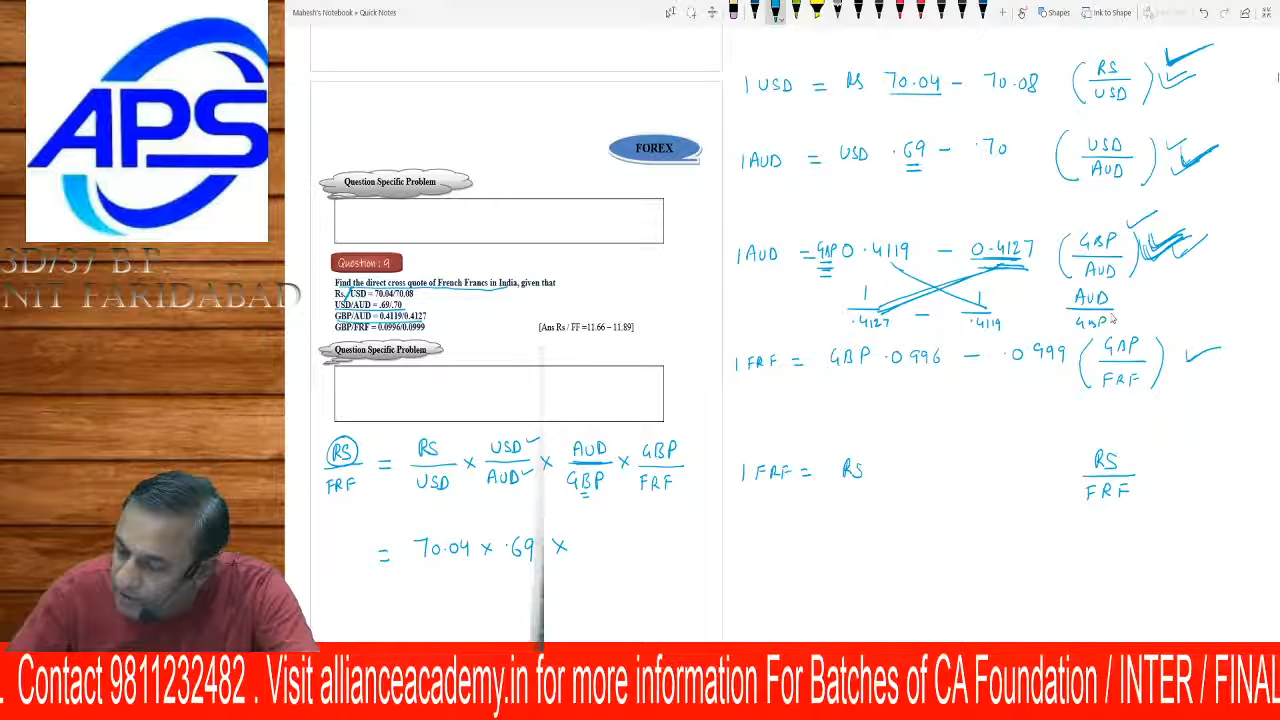 Mahesh's Notebook » Quick Notes
Shapes
Ink to Shape
APS
3D/37 B.P.
NIT FARIDABAD
FOREX
Question Specific Problem
Question : 9
Find the direct cross quote of French Francs in India, given that
Rs. / USD = 70.04/70.08
USD/AUD = .69/.70
GBP/AUD = 0.4119/0.4127
GBP/FRF = 0.0996/0.0999
[Ans Rs / FF =11.66 – 11.89]
Question Specific Problem
RS/FRF = RS/USD × USD/AUD × AUD/GBP × GBP/FRF
= 70.04 × .69 ×
1 USD = RS 70.04 – 70.08 (RS/USD)
1 AUD = USD .69 – .70 (USD/AUD)
1 AUD = GBP 0.4119 – 0.4127 (GBP/AUD)
1/.4127 – 1/.4119 AUD/GBP
1 FRF = GBP .0996 – .0999 (GBP/FRF)
1 FRF = RS RS/FRF
. Contact 9811232482 . Visit allianceacademy.in for more information For Batches of CA Foundation / INTER / FINAL